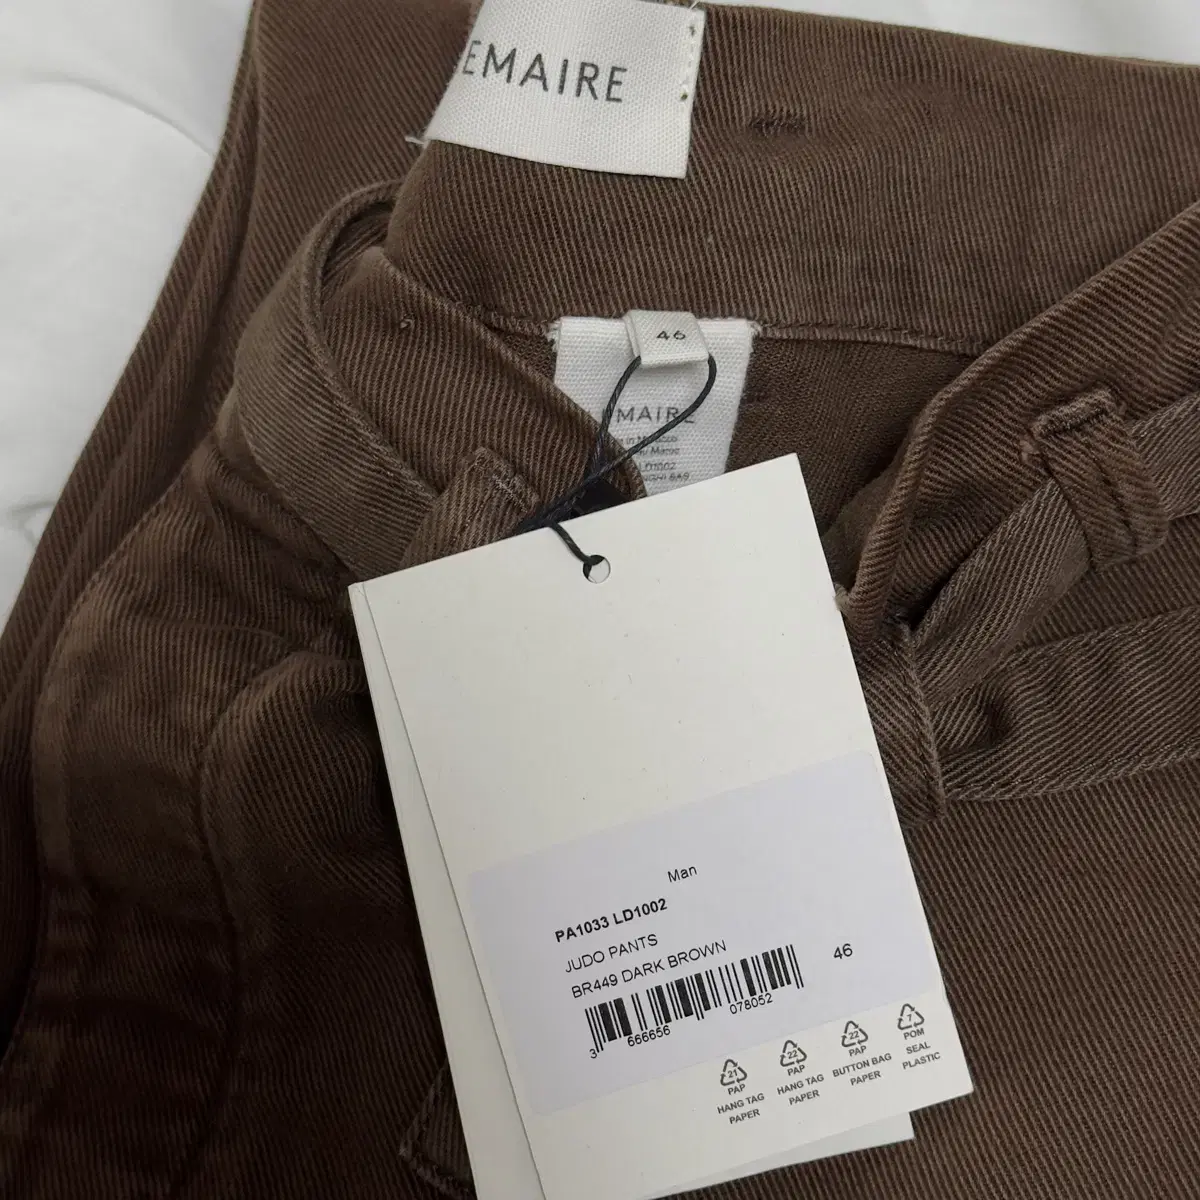 EMAIRE
46
MAIRE
LD1002
Man
PA1033 LD1002
JUDO PANTS
BR449 DARK BROWN
46
3 666656 078052
21
PAP
HANG TAG
PAPER
22
PAP
HANG TAG
PAPER
22
PAP
BUTTON BAG
PAPER
7
POM
SEAL
PLASTIC